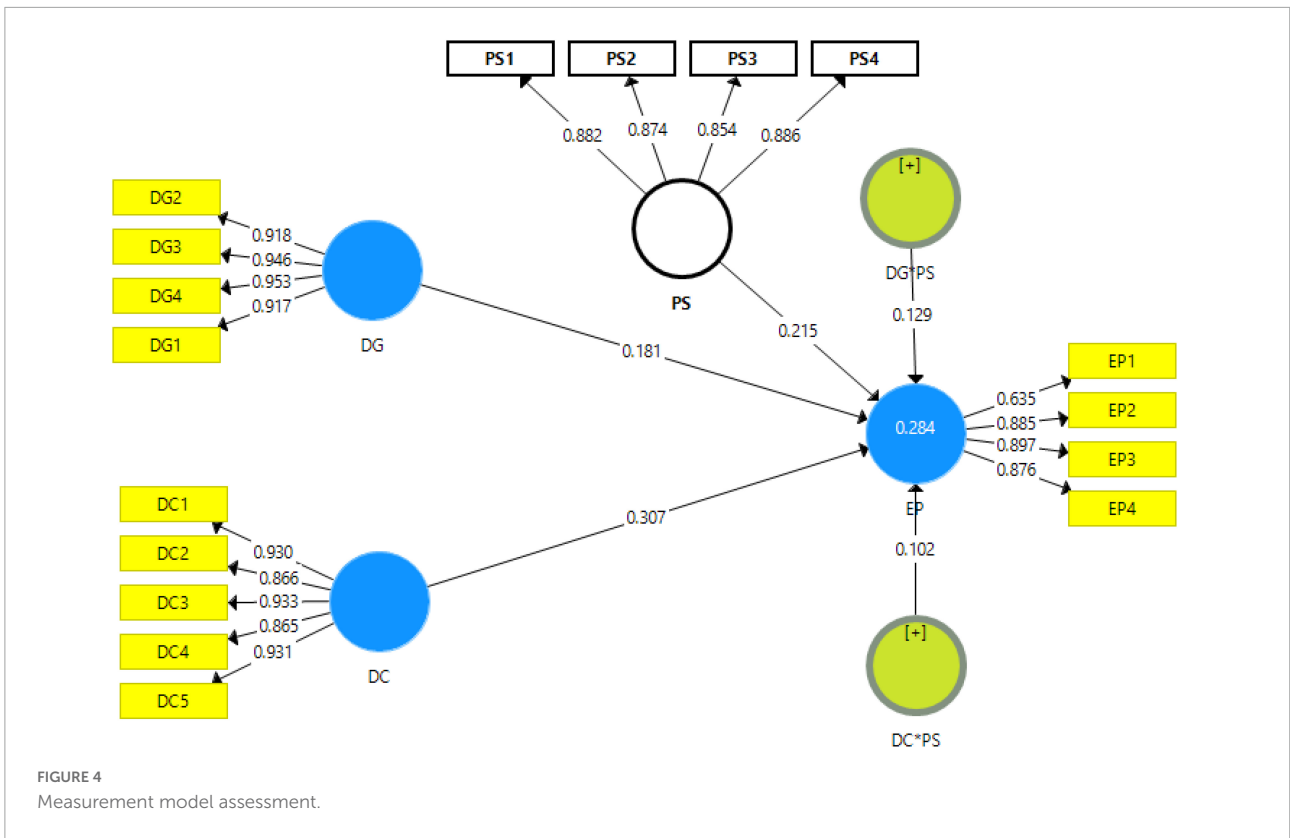 PS1
PS2
PS3
PS4
0.882
0.874
0.854
0.886
[+]
DG*PS
0.129
PS
0.215
DG2
DG3
DG4
DG1
0.918
0.946
0.953
0.917
DG
0.181
EP1
EP2
EP3
EP4
0.635
0.885
0.897
0.876
0.284
EP
0.307
0.102
DC1
DC2
DC3
DC4
DC5
0.930
0.866
0.933
0.865
0.931
DC
[+]
DC*PS
FIGURE 4
Measurement model assessment.